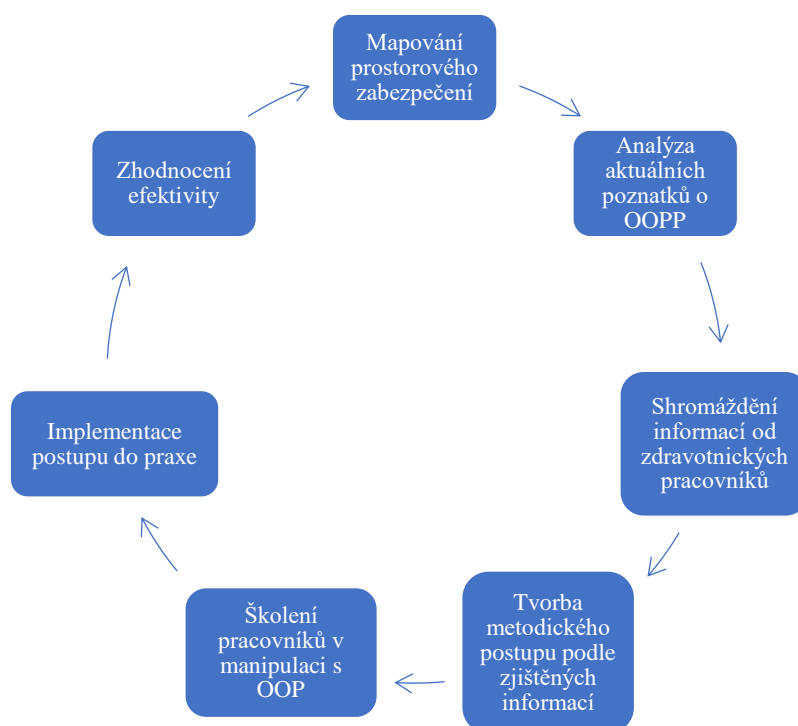 Mapování
prostorového
zabezpečení
Analýza
aktuálních
poznatků o
OOPP
Shromáždění
informací od
zdravotnických
pracovníků
Tvorba
metodického
postupu podle
zjištěných
informací
Školení
pracovníků v
manipulaci s
OOP
Implementace
postupu do praxe
Zhodnocení
efektivity